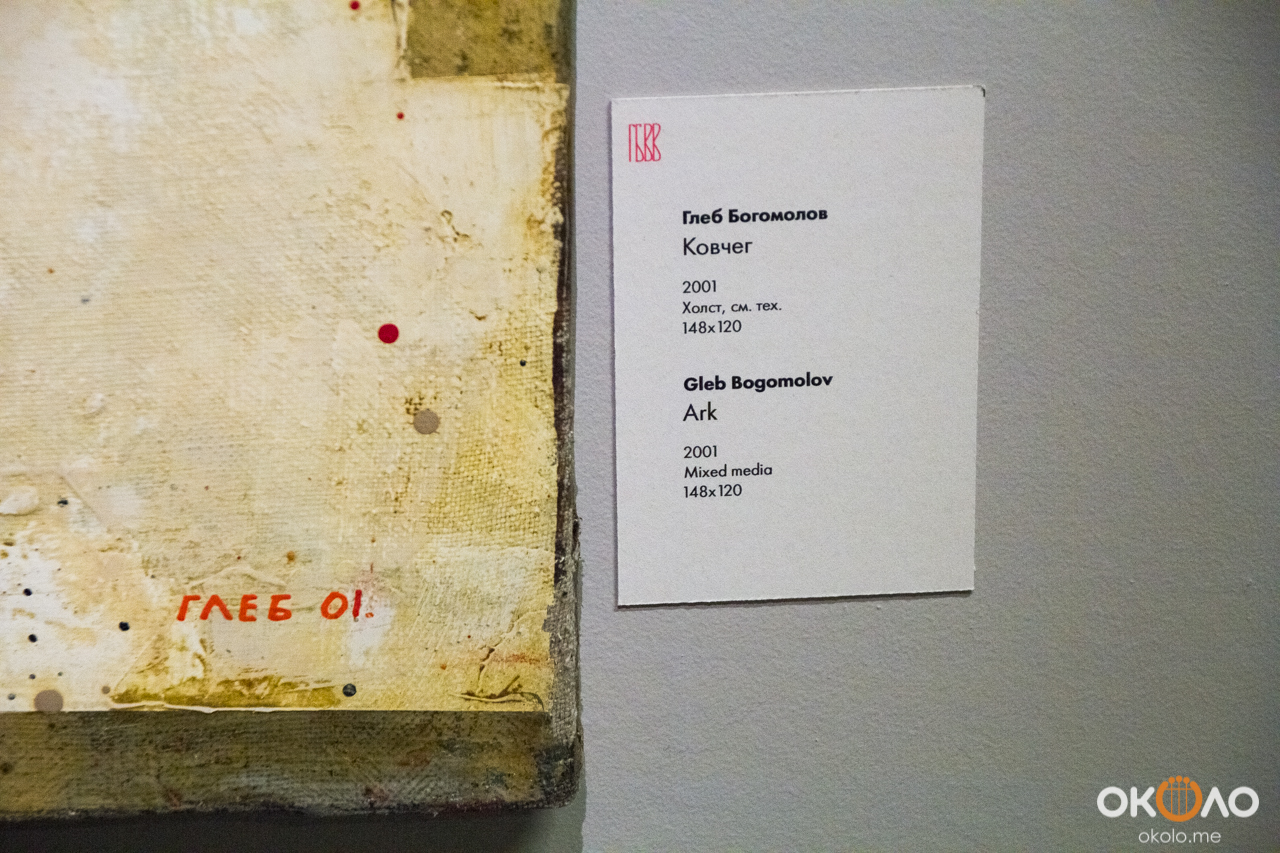 ГЛЕБ 01.
ГБВВ
Глеб Богомолов
Ковчег
2001
Холст, см. тех.
148x120
Gleb Bogomolov
Ark
2001
Mixed media
148x120
ОКОЛО
okolo.me